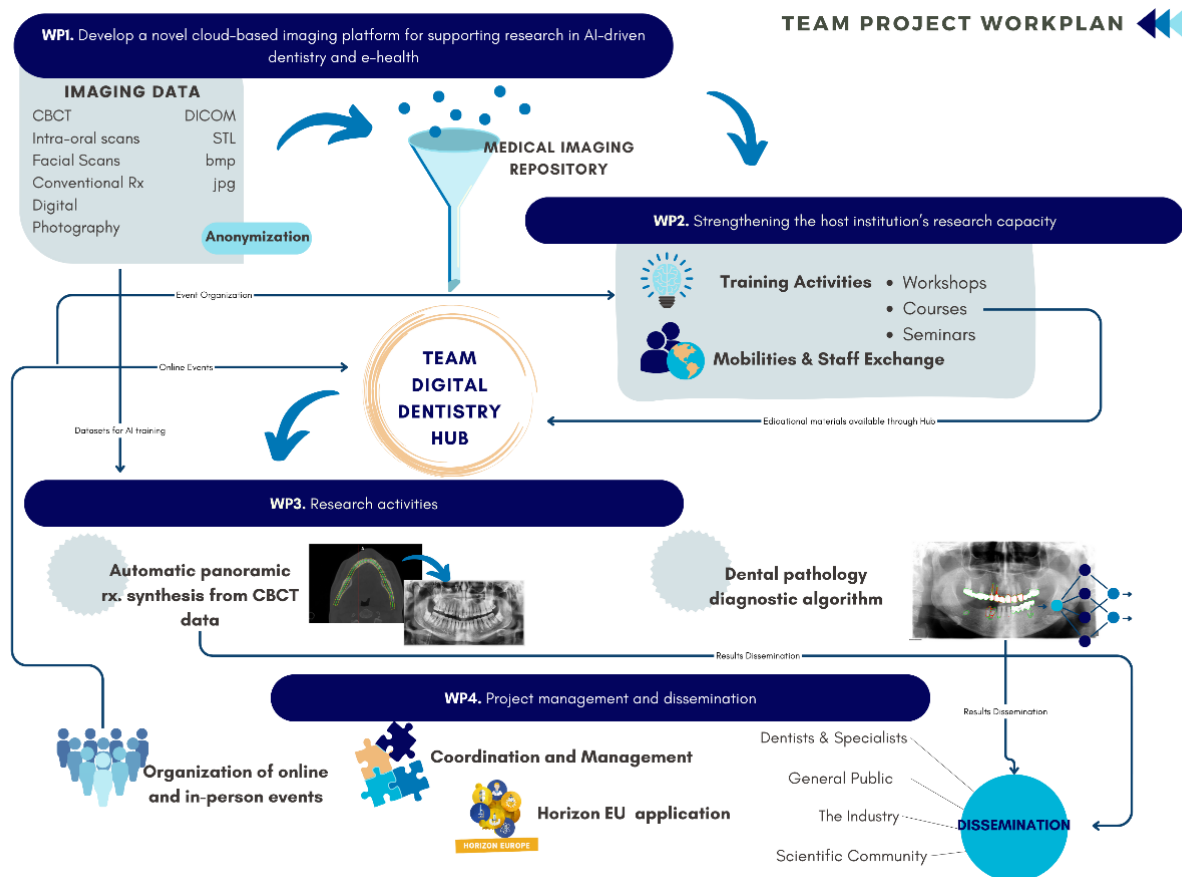 TEAM PROJECT WORKPLAN
WP1. Develop a novel cloud-based imaging platform for supporting research in AI-driven
dentistry and e-health
IMAGING DATA
CBCT DICOM
Intra-oral scans STL
Facial Scans bmp
Conventional Rx jpg
Digital
Photography
Anonymization
MEDICAL IMAGING
REPOSITORY
WP2. Strengthening the host institution's research capacity
Training Activities
• Workshops
• Courses
• Seminars
Mobilities & Staff Exchange
Event Organization
Online Events
Datasets for AI training
TEAM
DIGITAL
DENTISTRY
HUB
Edicational materials available through Hub
WP3. Research activities
Automatic panoramic
rx. synthesis from CBCT
data
Dental pathology
diagnostic algorithm
Results Dissemination
WP4. Project management and dissemination
Results Dissemination
Organization of online
and in-person events
Coordination and Management
HORIZON EUROPE
Horizon EU application
Dentists & Specialists
General Public
The Industry
Scientific Community
DISSEMINATION